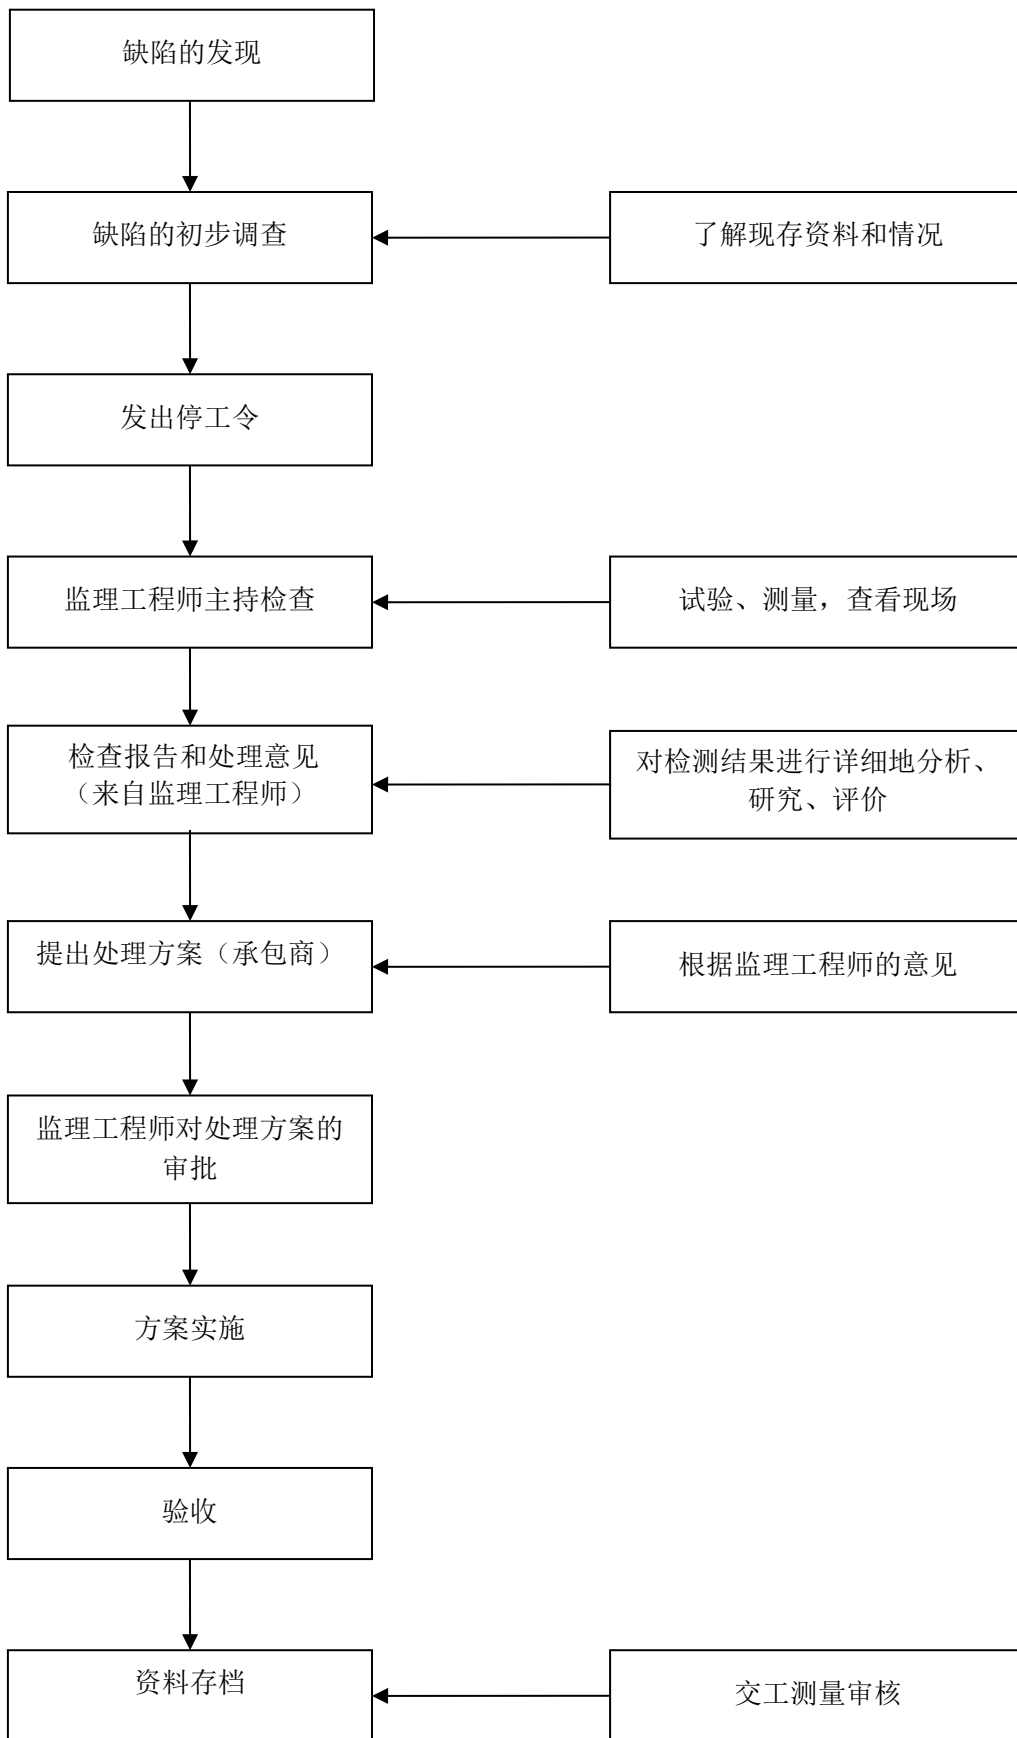 缺陷的发现
缺陷的初步调查
了解现存资料和情况
发出停工令
监理工程师主持检查
试验、测量，查看现场
检查报告和处理意见
（来自监理工程师）
对检测结果进行详细地分析、
研究、评价
提出处理方案（承包商）
根据监理工程师的意见
监理工程师对处理方案的
审批
方案实施
验收
资料存档
交工测量审核